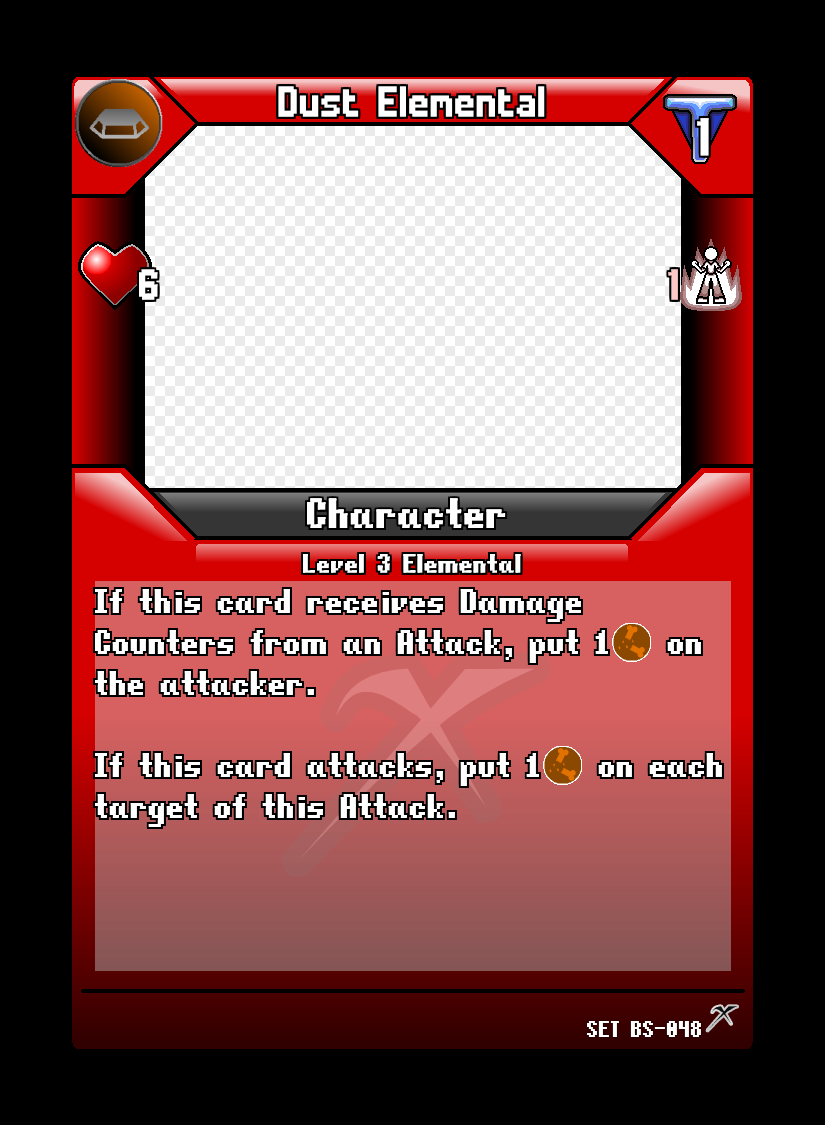 Dust Elemental
1
6
1
Character
Level 3 Elemental
If this card receives Damage
Counters from an Attack, put 1 on
the attacker.
If this card attacks, put 1 on each
target of this Attack.
SET BS-048